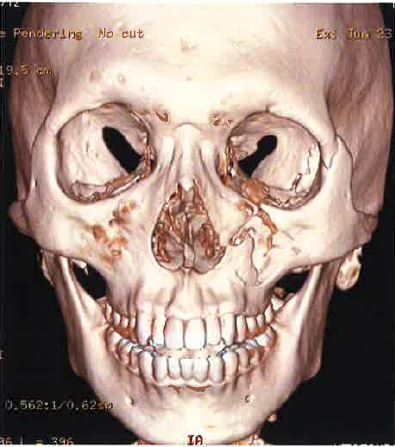 Rendering No cut
Ex: Jun 23
19.5 cm
0.562:1/0.62sp
L = 396
IA